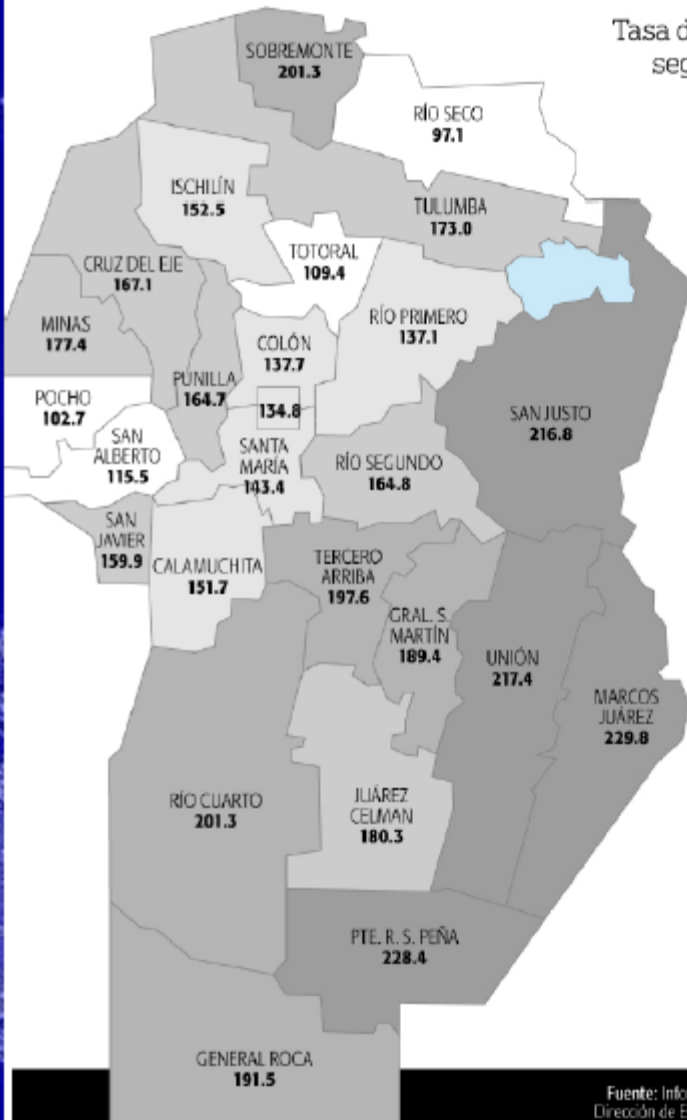 Tasa d
seg
SOBREMONTE
201.3
RÍO SECO
97.1
ISCHILÍN
152.5
TULUMBA
173.0
TOTORAL
109.4
CRUZ DEL EJE
167.1
MINAS
177.4
RÍO PRIMERO
137.1
COLÓN
137.7
PUNILLA
164.7
POCHO
102.7
134.8
SAN JUSTO
216.8
SAN
ALBERTO
115.5
SANTA
MARÍA
143.4
RÍO SEGUNDO
164.8
SAN
JAVIER
159.9
CALAMUCHITA
151.7
TERCERO
ARRIBA
197.6
GRAL. S.
MARTÍN
189.4
UNIÓN
217.4
MARCOS
JUÁREZ
229.8
RÍO CUARTO
201.3
JUÁREZ
CELMAN
180.3
PTE. R. S. PEÑA
228.4
GENERAL ROCA
191.5
Fuente: Info
Dirección de E